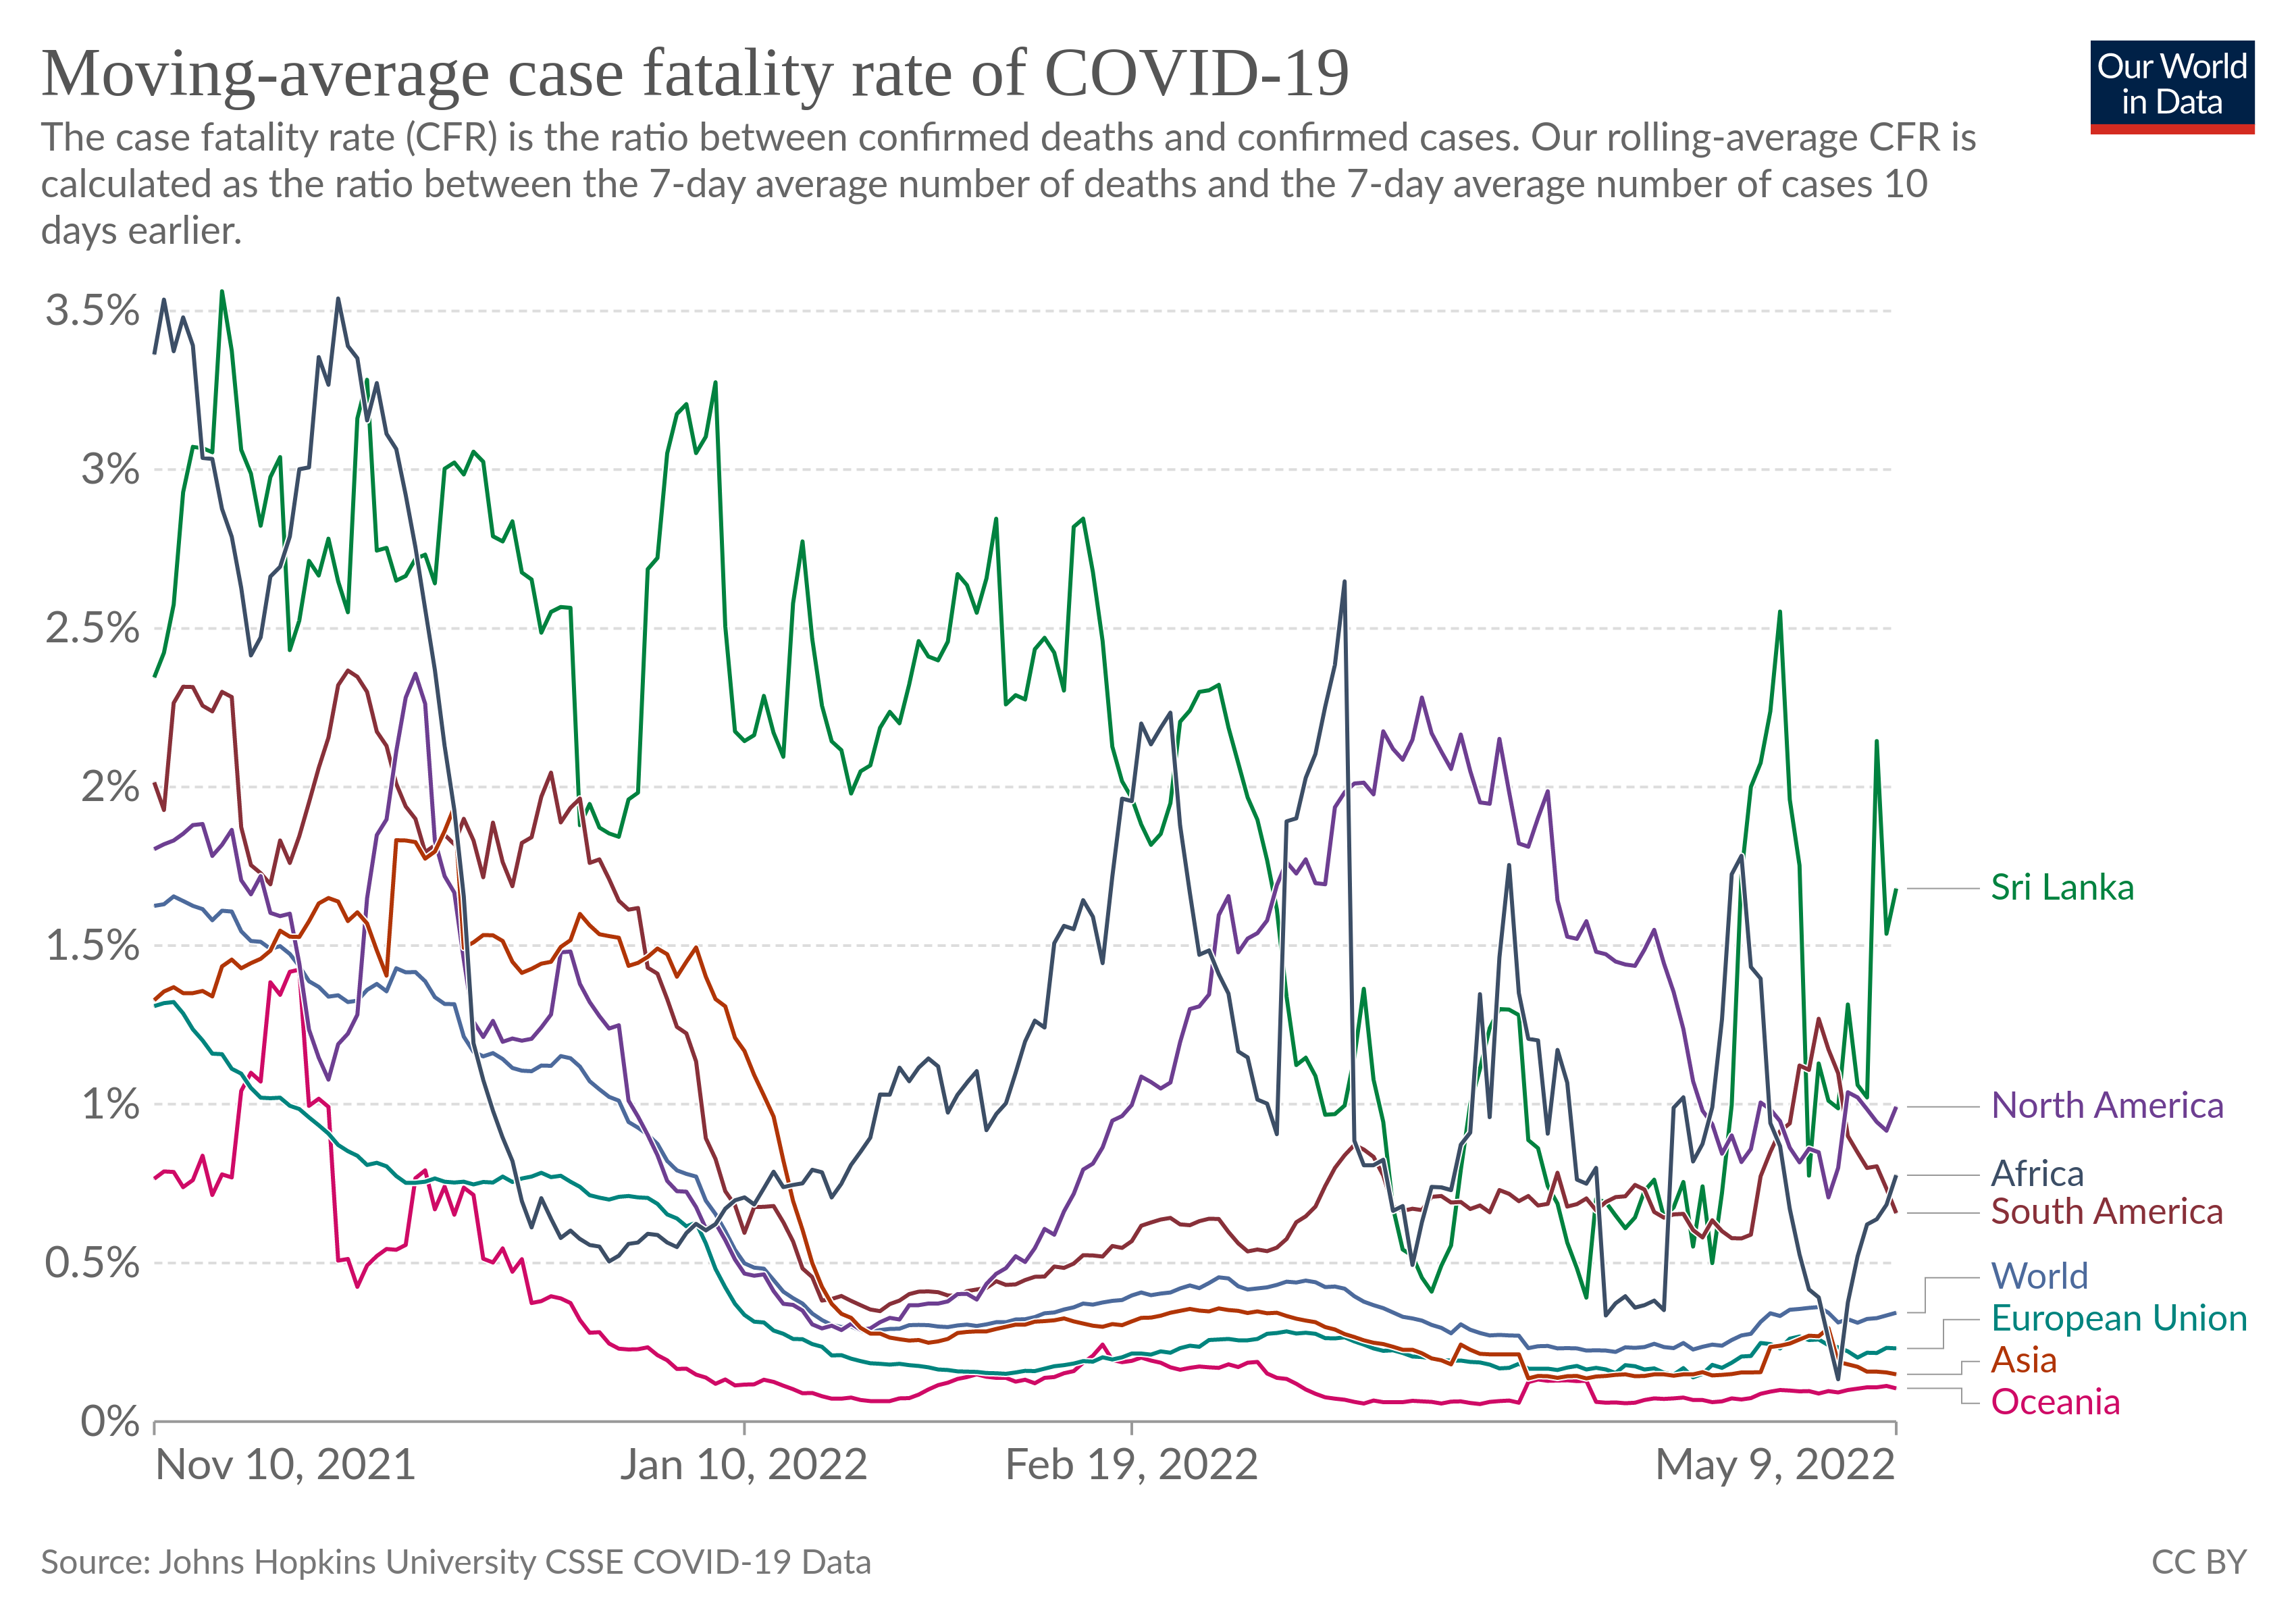 Moving-average case fatality rate of COVID-19
Our World
in Data
The case fatality rate (CFR) is the ratio between confirmed deaths and confirmed cases. Our rolling-average CFR is
calculated as the ratio between the 7-day average number of deaths and the 7-day average number of cases 10
days earlier.
3.5%
3%
2.5%
2%
1.5%
1%
0.5%
0%
Sri Lanka
North America
Africa
South America
World
European Union
Asia
Oceania
Nov 10, 2021
Jan 10, 2022
Feb 19, 2022
May 9, 2022
Source: Johns Hopkins University CSSE COVID-19 Data
CC BY